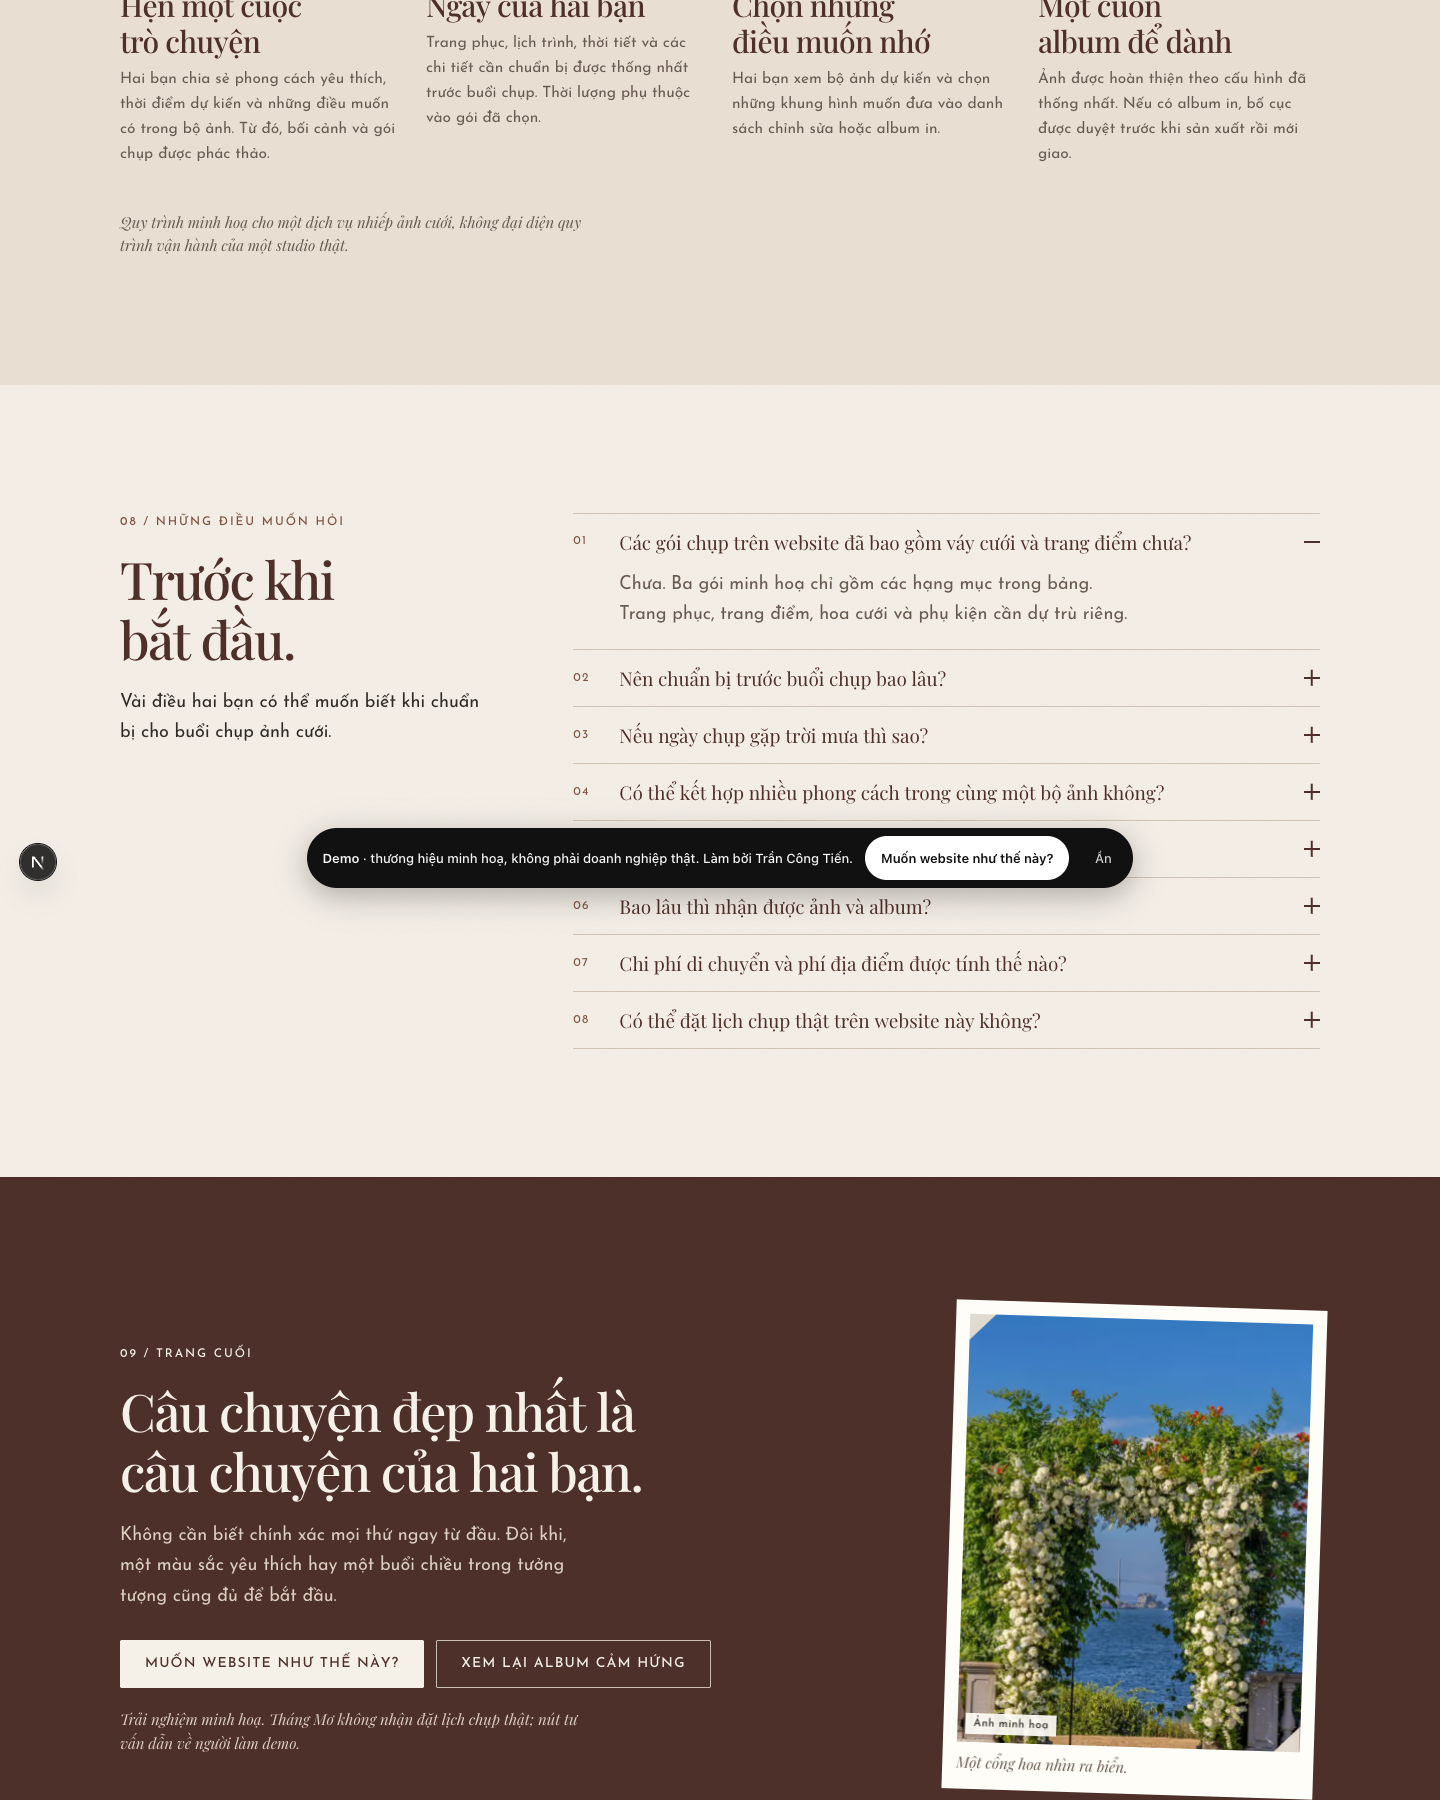 Hẹn một cuộc
trò chuyện
Hai bạn chia sẻ phong cách yêu thích,
thời điểm dự kiến và những điều muốn
có trong bộ ảnh. Từ đó, bối cảnh và gói
chụp được phác thảo.
Ngày của hai bạn
Trang phục, lịch trình, thời tiết và các
chi tiết cần chuẩn bị được thống nhất
trước buổi chụp. Thời lượng phụ thuộc
vào gói đã chọn.
Chọn những
điều muốn nhớ
Hai bạn xem bộ ảnh dự kiến và chọn
những khung hình muốn đưa vào danh
sách chỉnh sửa hoặc album in.
Một cuốn
album để dành
Ảnh được hoàn thiện theo cấu hình đã
thống nhất. Nếu có album in, bố cục
được duyệt trước khi sản xuất rồi mới
giao.
Quy trình minh hoạ cho một dịch vụ nhiếp ảnh cưới, không đại diện quy
trình vận hành của một studio thật.
08 / NHỮNG ĐIỀU MUỐN HỎI
Trước khi
bắt đầu.
Vài điều hai bạn có thể muốn biết khi chuẩn
bị cho buổi chụp ảnh cưới.
01 Các gói chụp trên website đã bao gồm váy cưới và trang điểm chưa?
Chưa. Ba gói minh hoạ chỉ gồm các hạng mục trong bảng.
Trang phục, trang điểm, hoa cưới và phụ kiện cần dự trù riêng.
02 Nên chuẩn bị trước buổi chụp bao lâu?
03 Nếu ngày chụp gặp trời mưa thì sao?
04 Có thể kết hợp nhiều phong cách trong cùng một bộ ảnh không?
N
Demo · thương hiệu minh hoạ, không phải doanh nghiệp thật. Làm bởi Trần Công Tiến. Muốn website như thế này? Ẩn
06 Bao lâu thì nhận được ảnh và album?
07 Chi phí di chuyển và phí địa điểm được tính thế nào?
08 Có thể đặt lịch chụp thật trên website này không?
09 / TRANG CUỐI
Câu chuyện đẹp nhất là
câu chuyện của hai bạn.
Không cần biết chính xác mọi thứ ngay từ đầu. Đôi khi,
một màu sắc yêu thích hay một buổi chiều trong tưởng
tượng cũng đủ để bắt đầu.
MUỐN WEBSITE NHƯ THẾ NÀY?
XEM LẠI ALBUM CẢM HỨNG
Trải nghiệm minh hoạ. Tháng Mơ không nhận đặt lịch chụp thật; nút tư
vấn dẫn về người làm demo.
Ảnh minh hoạ
Một cổng hoa nhìn ra biển.